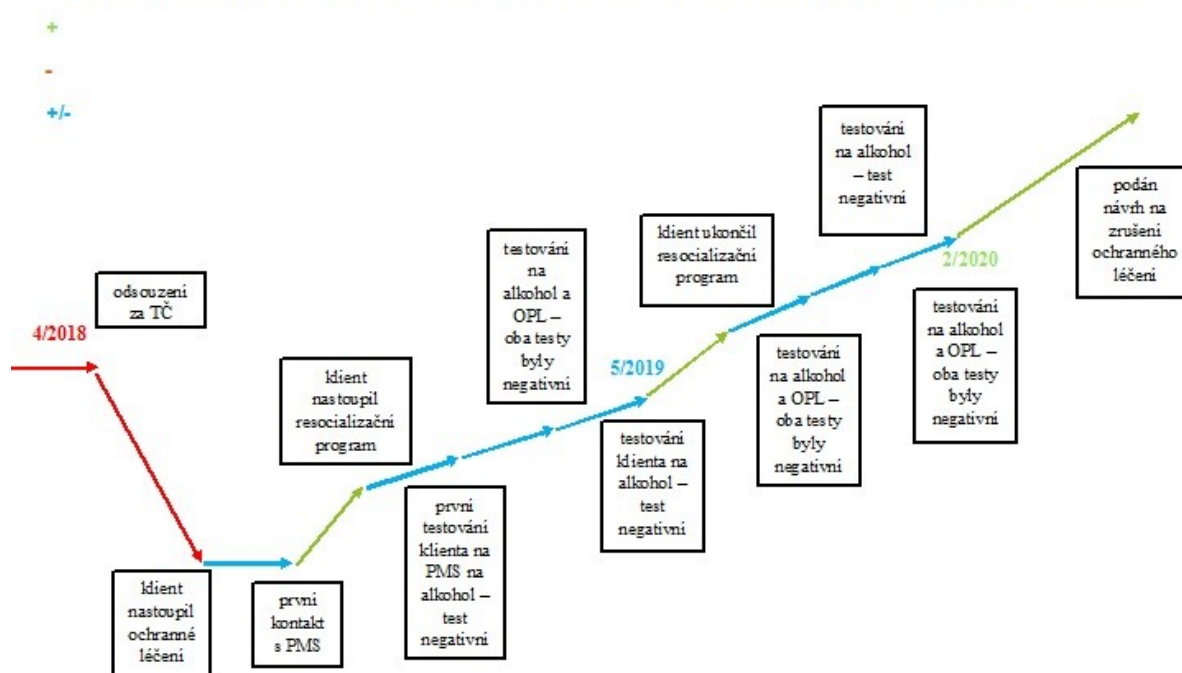 +
-
+/-
4/2018
odsouzení
za TČ
klient
nastoupil
ochranné
léčení
první
kontakt
s PMS
klient
nastoupil
resocializační
program
první
testování
klienta na
PMS na
alkohol –
test
negativní
testování
na
alkohol a
OPL –
oba testy
byly
negativní
5/2019
testování
klienta na
alkohol –
test
negativní
klient ukončil
resocializační
program
testování
na alkohol
a OPL –
oba testy
byly
negativní
testování
na alkohol
– test
negativní
2/2020
testování
na alkohol
a OPL –
oba testy
byly
negativní
podán
návrh na
zrušení
ochranného
léčení